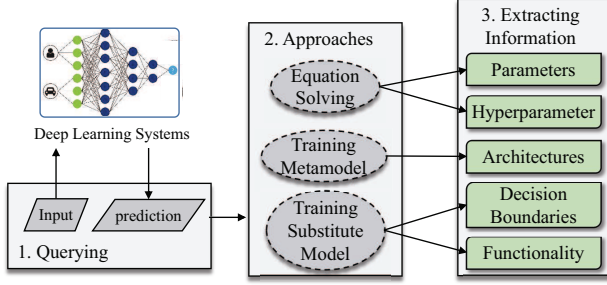 Deep Learning Systems
Input
prediction
1. Querying
2. Approaches
Equation
Solving
Training
Metamodel
Training
Substitute
Model
3. Extracting
Information
Parameters
Hyperparameter
Architectures
Decision
Boundaries
Functionality